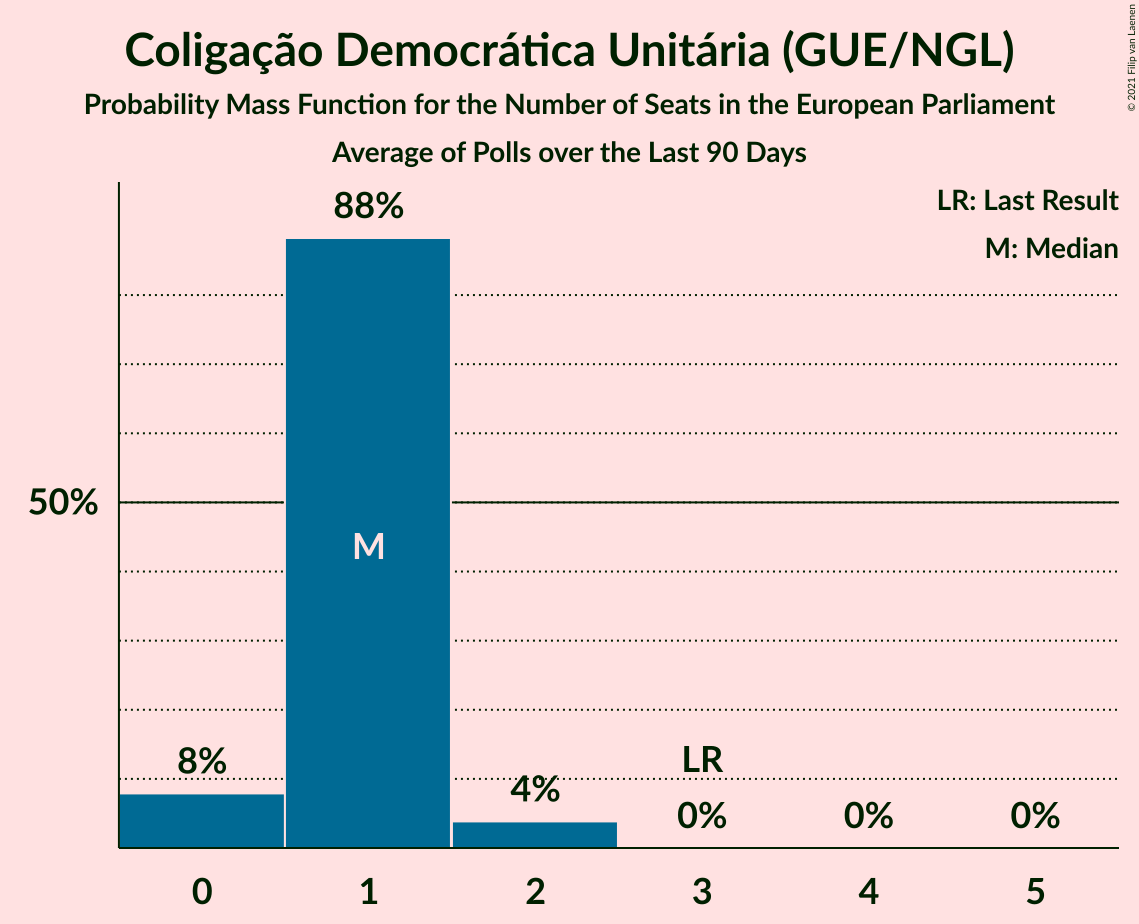 Coligação Democrática Unitária (GUE/NGL)
Probability Mass Function for the Number of Seats in the European Parliament
Average of Polls over the Last 90 Days
© 2021 Filip van Laenen
LR: Last Result
M: Median
88%
50%
M
8%
4%
LR
0%
0%
0%
0 1 2 3 4 5